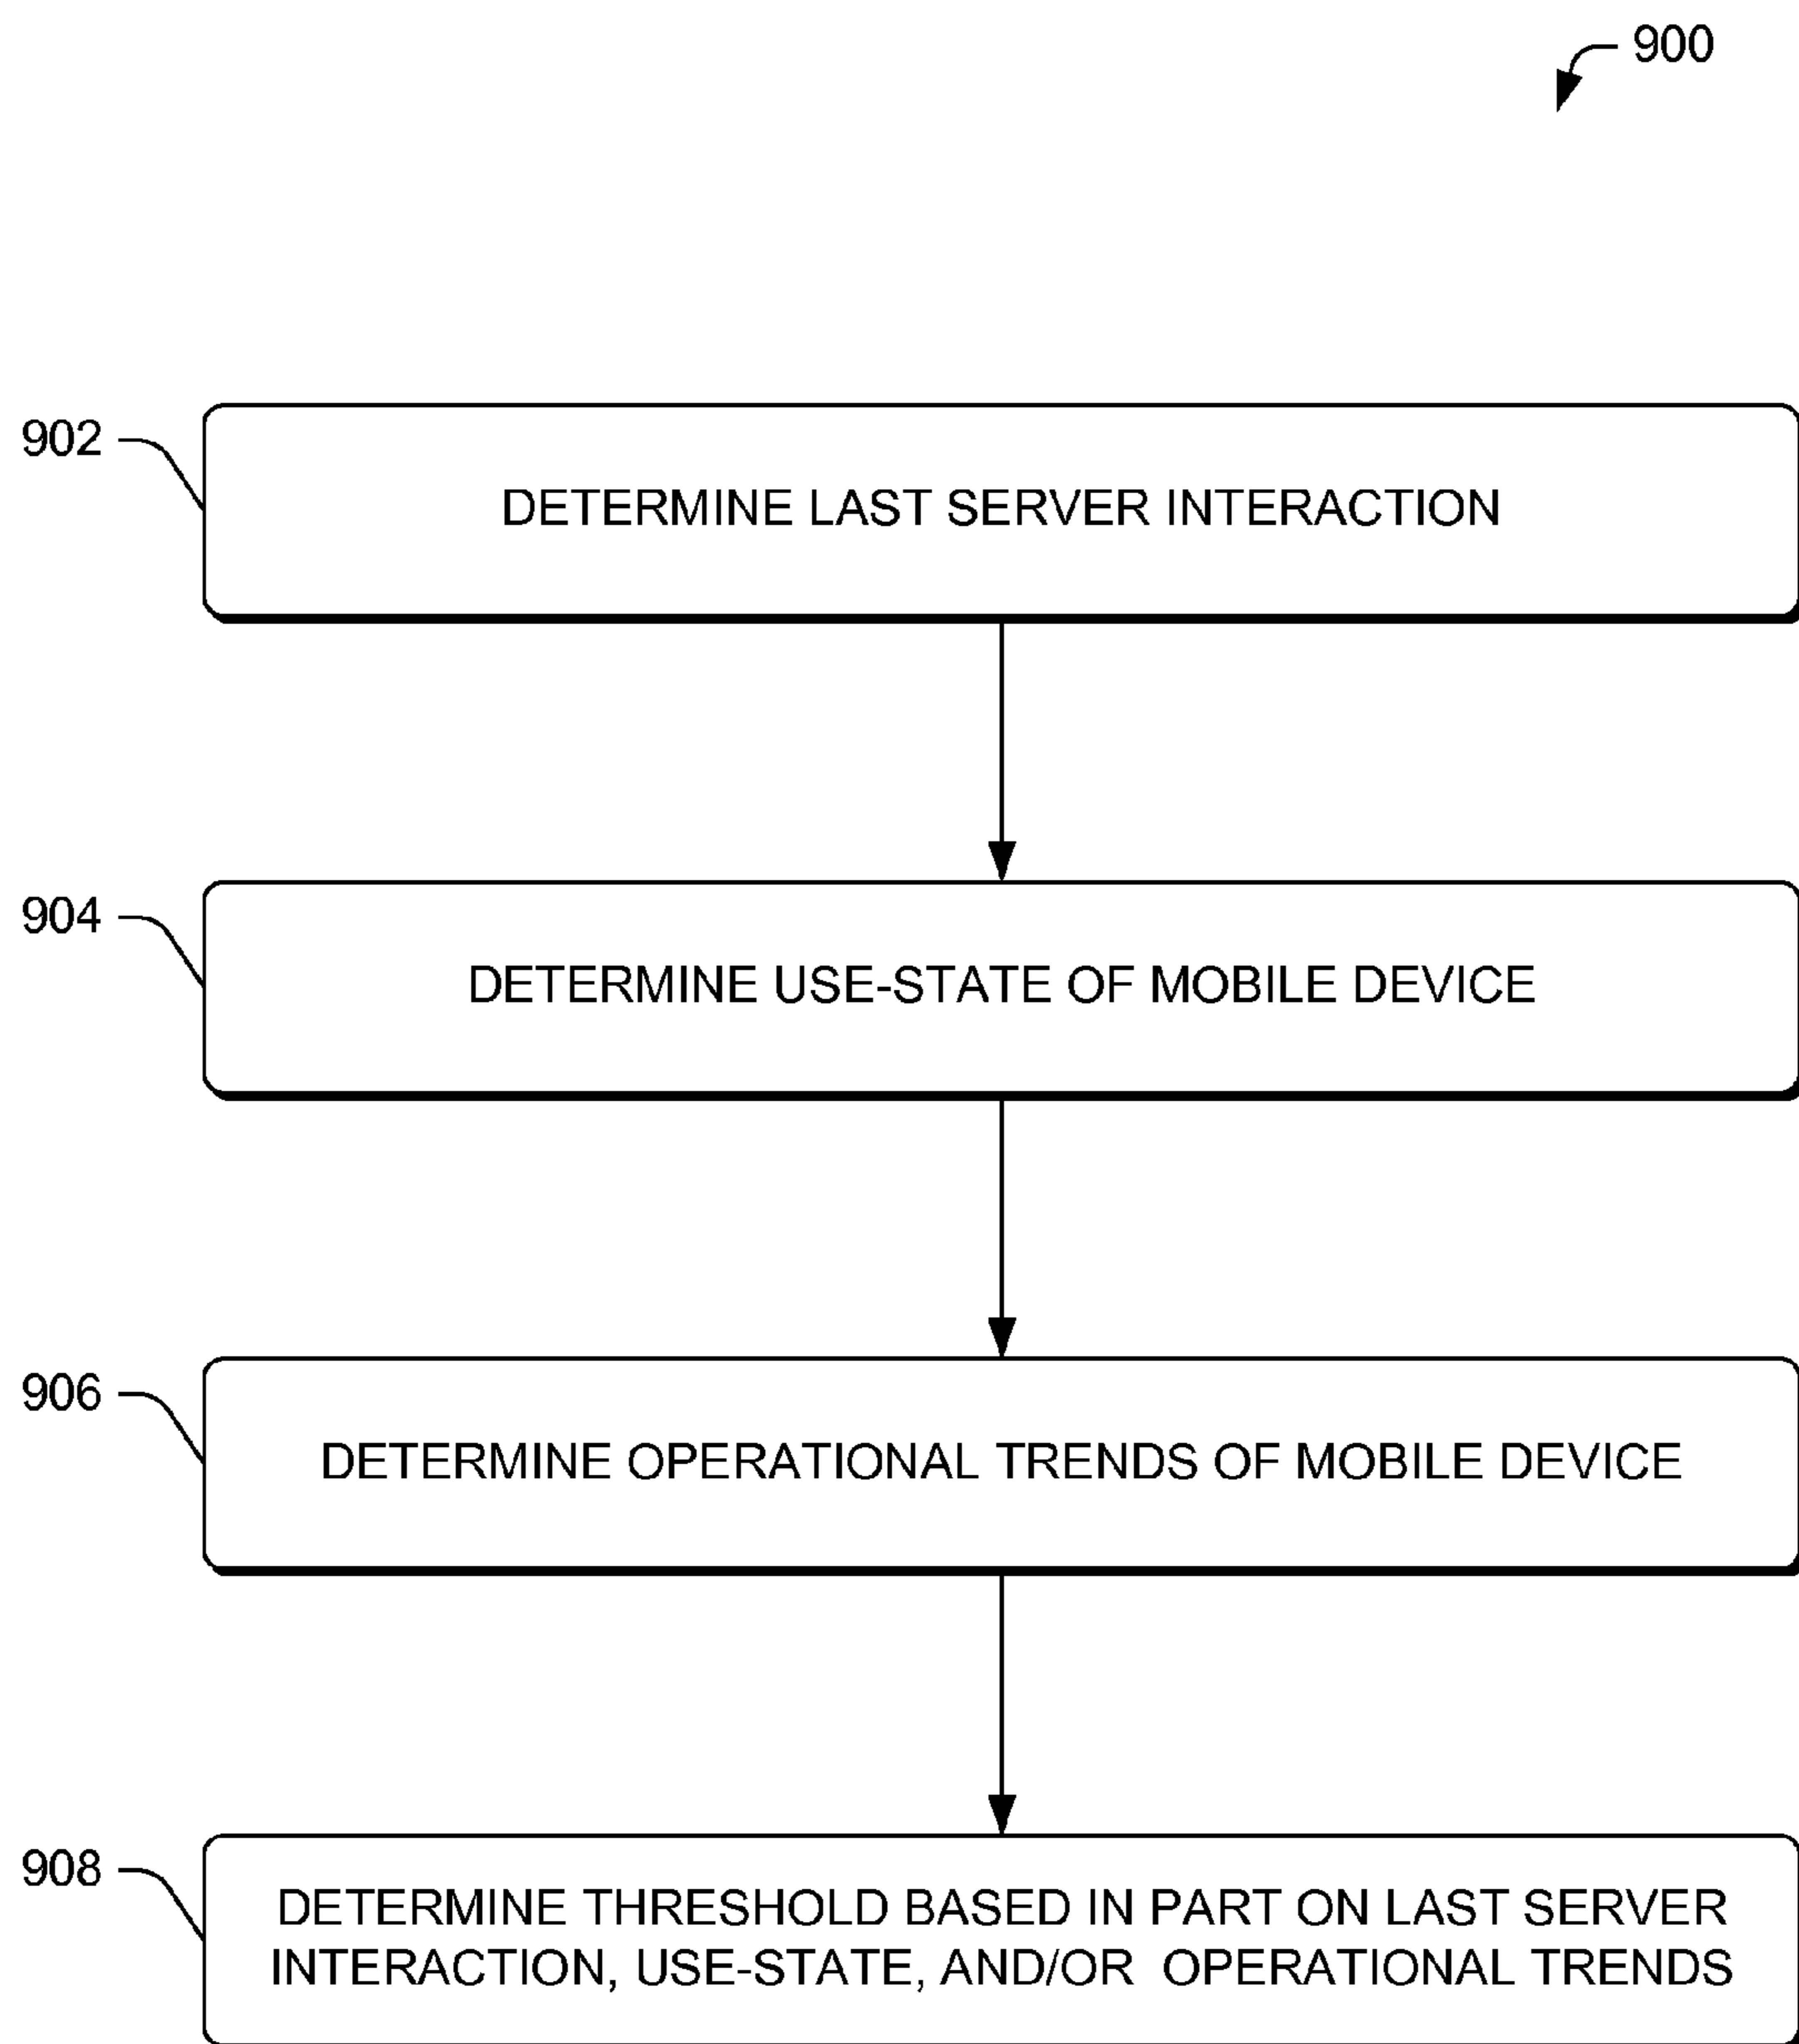 900
902
DETERMINE LAST SERVER INTERACTION
904
DETERMINE USE-STATE OF MOBILE DEVICE
906
DETERMINE OPERATIONAL TRENDS OF MOBILE DEVICE
908
DETERMINE THRESHOLD BASED IN PART ON LAST SERVER
INTERACTION, USE-STATE, AND/OR OPERATIONAL TRENDS